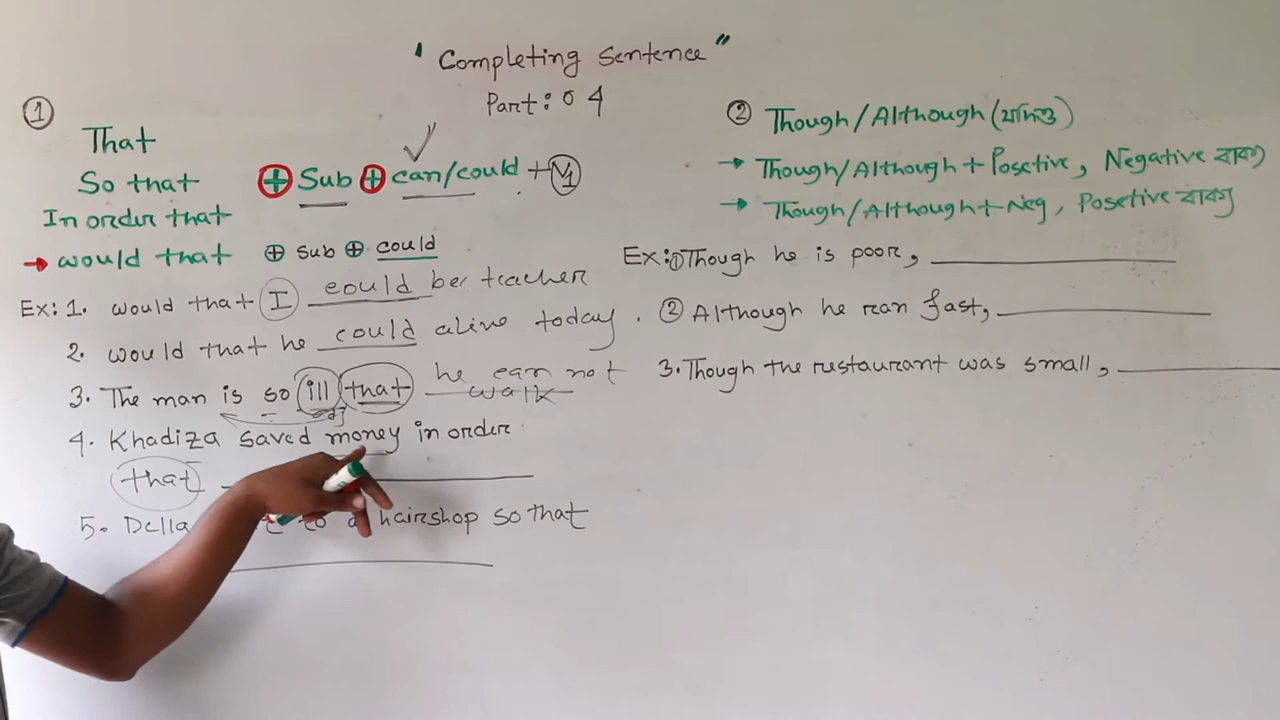 ' Completing Sentence "
Part: 04
①
That
So that
In order that
⊕ Sub ⊕ can/could + V1
→ would that ⊕ sub ⊕ could
Ex: 1. would that I could be teacher
2. would that he could alive today.
3. The man is so ill that he can not walk
adj
4. Khadiza saved money in order
that
5. Della to a hairshop so that
② Though/Although (যদিও)
→ Though/Although + Posetive, Negative বাক্য
→ Though/Althought + Neg, Posetive বাক্য
Ex: ① Though he is poor,
② Although he ran fast,
3. Though the restaurant was small,